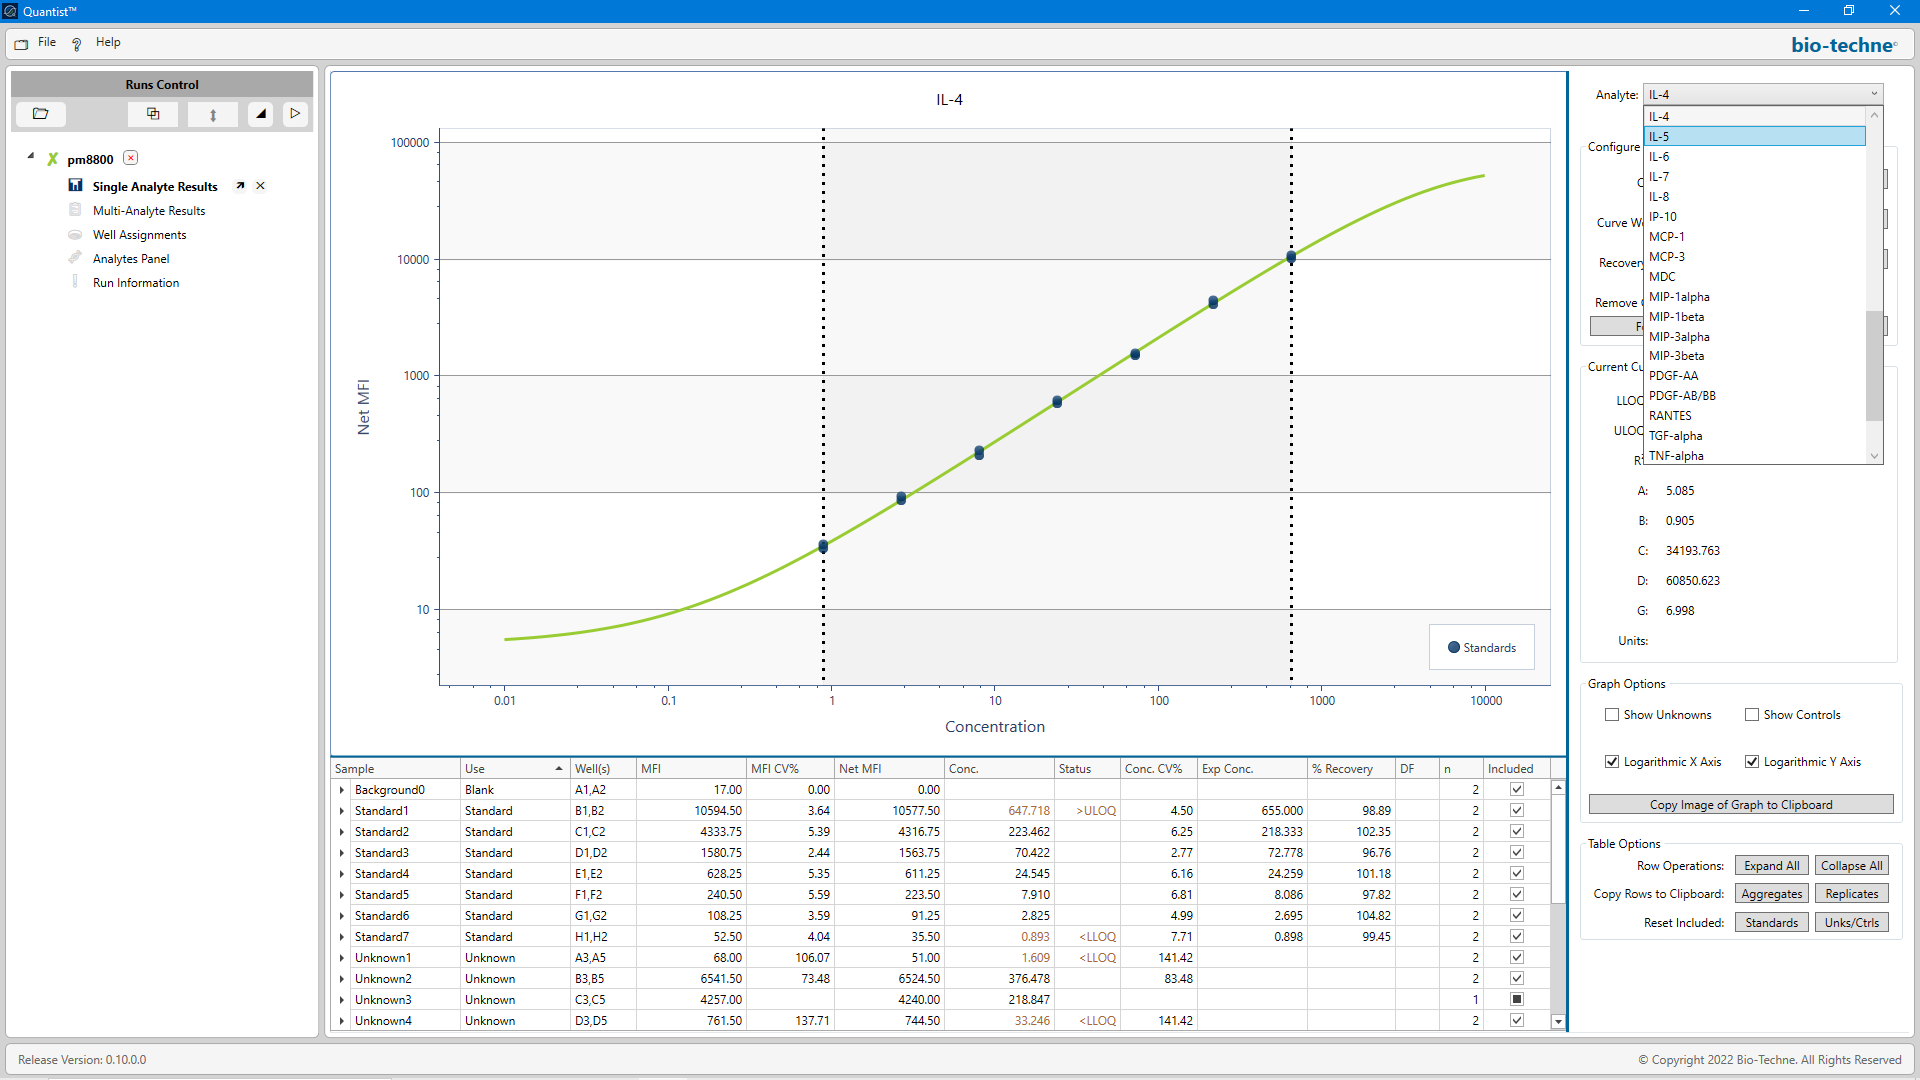 Quantist™
File
Help
bio-techne
Runs Control
pm8800
Single Analyte Results
Multi-Analyte Results
Well Assignments
Analytes Panel
Run Information
IL-4
Net MFI
100000
10000
1000
100
10
0.01 0.1 1 10 100 1000 10000
Concentration
Standards
Sample Use Well(s) MFI MFI CV% Net MFI Conc. Status Conc. CV% Exp Conc. % Recovery DF n Included
Background0 Blank A1,A2 17.00 0.00 0.00 2
Standard1 Standard B1,B2 10594.50 3.64 10577.50 647.718 >ULOQ 4.50 655.000 98.89 2
Standard2 Standard C1,C2 4333.75 5.39 4316.75 223.462 6.25 218.333 102.35 2
Standard3 Standard D1,D2 1580.75 2.44 1563.75 70.422 2.77 72.778 96.76 2
Standard4 Standard E1,E2 628.25 5.35 611.25 24.545 6.16 24.259 101.18 2
Standard5 Standard F1,F2 240.50 5.59 223.50 7.910 6.81 8.086 97.82 2
Standard6 Standard G1,G2 108.25 3.59 91.25 2.825 4.99 2.695 104.82 2
Standard7 Standard H1,H2 52.50 4.04 35.50 0.893 <LLOQ 7.71 0.898 99.45 2
Unknown1 Unknown A3,A5 68.00 106.07 51.00 1.609 <LLOQ 141.42 2
Unknown2 Unknown B3,B5 6541.50 73.48 6524.50 376.478 83.48 2
Unknown3 Unknown C3,C5 4257.00 4240.00 218.847 1
Unknown4 Unknown D3,D5 761.50 137.71 744.50 33.246 <LLOQ 141.42 2
Analyte: IL-4
IL-4
IL-5
IL-6
IL-7
IL-8
IP-10
MCP-1
MCP-3
MDC
MIP-1alpha
MIP-1beta
MIP-3alpha
MIP-3beta
PDGF-AA
PDGF-AB/BB
RANTES
TGF-alpha
TNF-alpha
Configure
Curve
Recovery
Remove
Current
A: 5.085
B: 0.905
C: 34193.763
D: 60850.623
G: 6.998
Units:
Graph Options
Show Unknowns Show Controls
Logarithmic X Axis Logarithmic Y Axis
Copy Image of Graph to Clipboard
Table Options
Row Operations: Expand All Collapse All
Copy Rows to Clipboard: Aggregates Replicates
Reset Included: Standards Unks/Ctrls
Release Version: 0.10.0.0
© Copyright 2022 Bio-Techne. All Rights Reserved